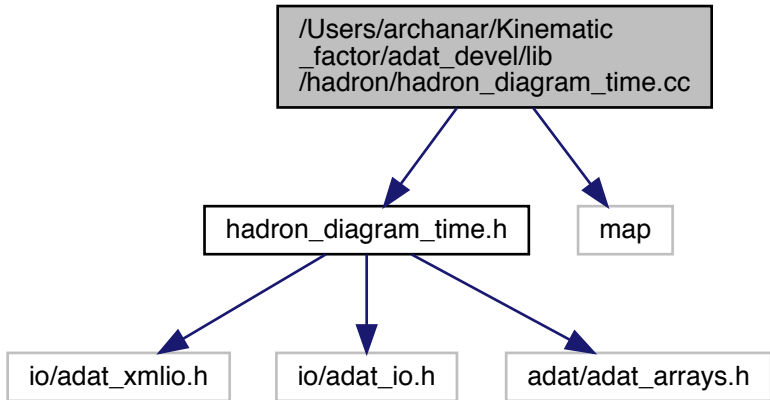 /Users/archanar/Kinematic
_factor/adat_devel/lib
/hadron/hadron_diagram_time.cc
hadron_diagram_time.h
map
io/adat_xmlio.h
io/adat_io.h
adat/adat_arrays.h